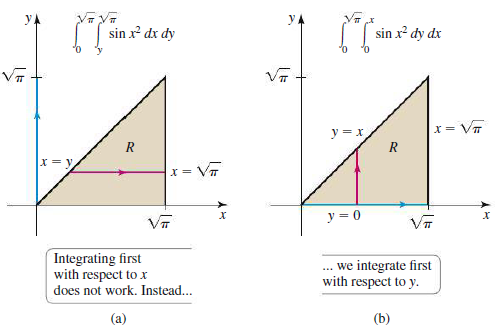 y
∫₀^√π ∫_y^√π sin x² dx dy
√π
R
x = y
x = √π
√π
x
Integrating first
with respect to x
does not work. Instead...
(a)
y
∫₀^√π ∫₀^x sin x² dy dx
√π
y = x
x = √π
R
y = 0
√π
x
... we integrate first
with respect to y.
(b)